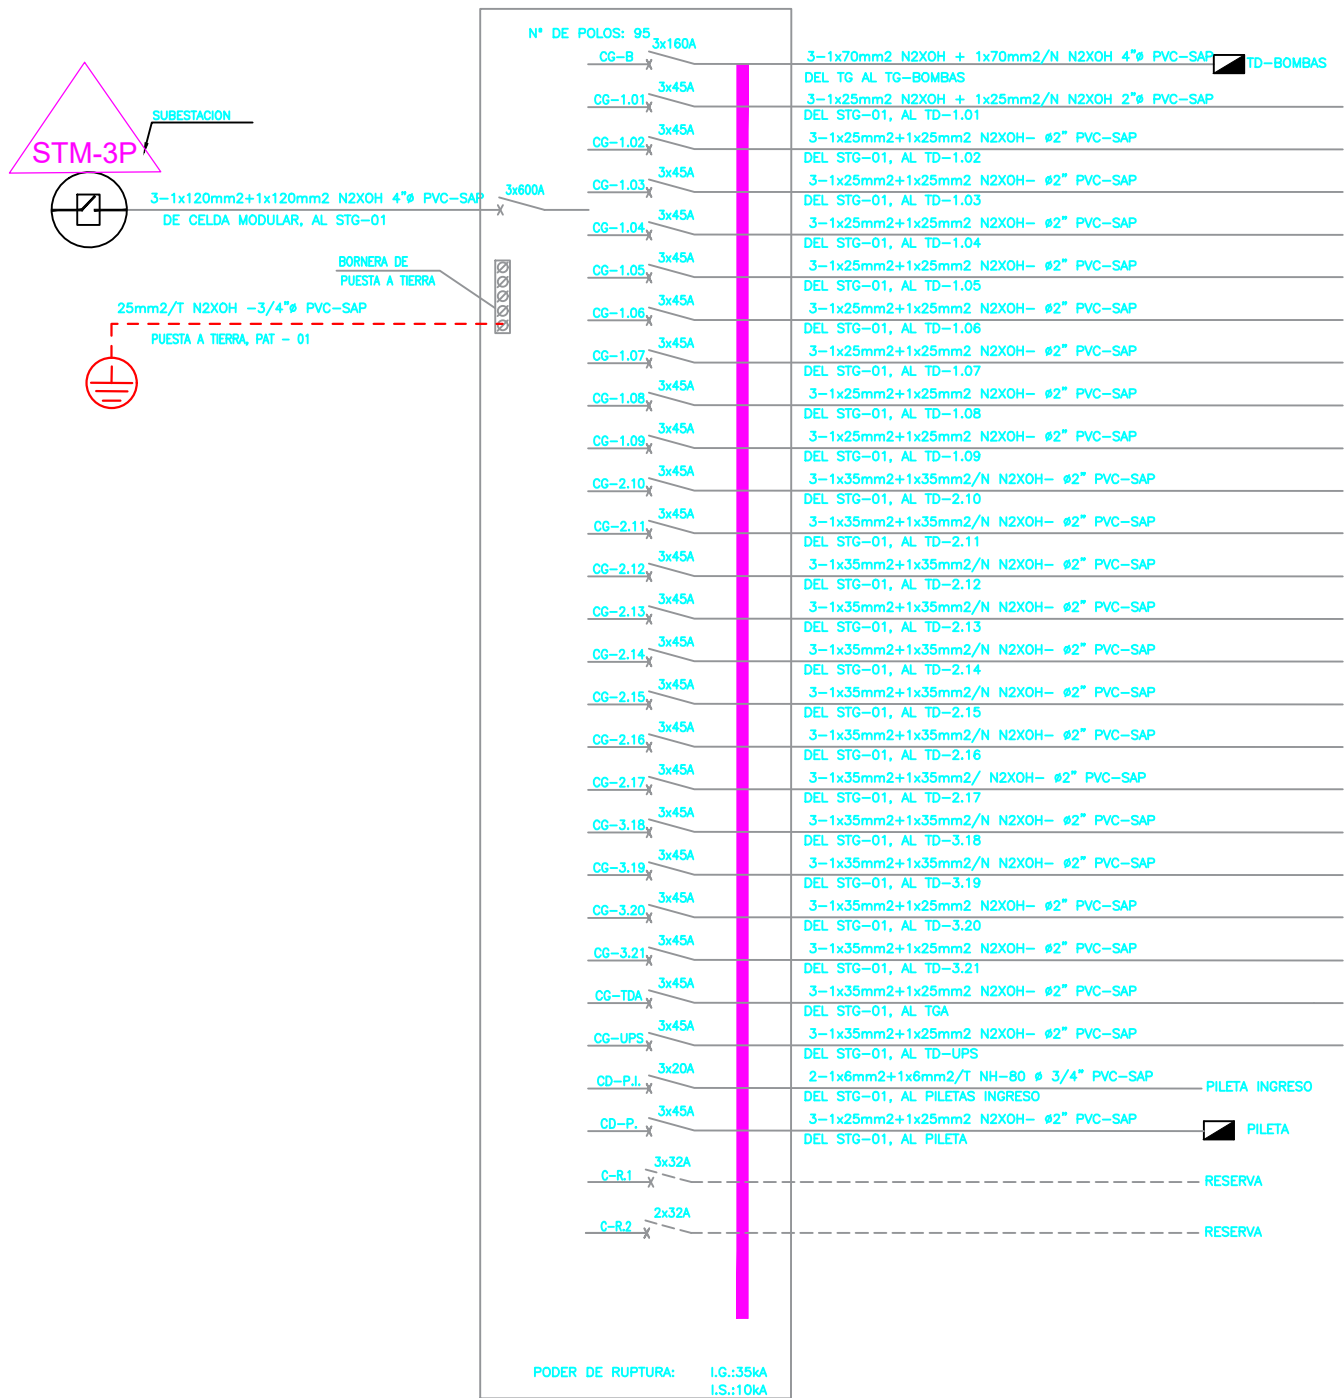 N° DE POLOS: 95
STM-3P
SUBESTACION
3-1x120mm2+1x120mm2 N2XOH 4"ø PVC-SAP
DE CELDA MODULAR, AL STG-01
3x600A
BORNERA DE
PUESTA A TIERRA
25mm2/T N2XOH -3/4"ø PVC-SAP
PUESTA A TIERRA, PAT - 01
CG-B 3x160A 3-1x70mm2 N2XOH + 1x70mm2/N N2XOH 4"ø PVC-SAP TD-BOMBAS
DEL TG AL TG-BOMBAS
CG-1.01 3x45A 3-1x25mm2 N2XOH + 1x25mm2/N N2XOH 2"ø PVC-SAP
DEL STG-01, AL TD-1.01
CG-1.02 3x45A 3-1x25mm2+1x25mm2 N2XOH- ø2" PVC-SAP
DEL STG-01, AL TD-1.02
CG-1.03 3x45A 3-1x25mm2+1x25mm2 N2XOH- ø2" PVC-SAP
DEL STG-01, AL TD-1.03
CG-1.04 3x45A 3-1x25mm2+1x25mm2 N2XOH- ø2" PVC-SAP
DEL STG-01, AL TD-1.04
CG-1.05 3x45A 3-1x25mm2+1x25mm2 N2XOH- ø2" PVC-SAP
DEL STG-01, AL TD-1.05
CG-1.06 3x45A 3-1x25mm2+1x25mm2 N2XOH- ø2" PVC-SAP
DEL STG-01, AL TD-1.06
CG-1.07 3x45A 3-1x25mm2+1x25mm2 N2XOH- ø2" PVC-SAP
DEL STG-01, AL TD-1.07
CG-1.08 3x45A 3-1x25mm2+1x25mm2 N2XOH- ø2" PVC-SAP
DEL STG-01, AL TD-1.08
CG-1.09 3x45A 3-1x25mm2+1x25mm2 N2XOH- ø2" PVC-SAP
DEL STG-01, AL TD-1.09
CG-2.10 3x45A 3-1x35mm2+1x35mm2/N N2XOH- ø2" PVC-SAP
DEL STG-01, AL TD-2.10
CG-2.11 3x45A 3-1x35mm2+1x35mm2/N N2XOH- ø2" PVC-SAP
DEL STG-01, AL TD-2.11
CG-2.12 3x45A 3-1x35mm2+1x35mm2/N N2XOH- ø2" PVC-SAP
DEL STG-01, AL TD-2.12
CG-2.13 3x45A 3-1x35mm2+1x35mm2/N N2XOH- ø2" PVC-SAP
DEL STG-01, AL TD-2.13
CG-2.14 3x45A 3-1x35mm2+1x35mm2/N N2XOH- ø2" PVC-SAP
DEL STG-01, AL TD-2.14
CG-2.15 3x45A 3-1x35mm2+1x35mm2/N N2XOH- ø2" PVC-SAP
DEL STG-01, AL TD-2.15
CG-2.16 3x45A 3-1x35mm2+1x35mm2/N N2XOH- ø2" PVC-SAP
DEL STG-01, AL TD-2.16
CG-2.17 3x45A 3-1x35mm2+1x35mm2/ N2XOH- ø2" PVC-SAP
DEL STG-01, AL TD-2.17
CG-3.18 3x45A 3-1x35mm2+1x35mm2/N N2XOH- ø2" PVC-SAP
DEL STG-01, AL TD-3.18
CG-3.19 3x45A 3-1x35mm2+1x35mm2/N N2XOH- ø2" PVC-SAP
DEL STG-01, AL TD-3.19
CG-3.20 3x45A 3-1x35mm2+1x25mm2 N2XOH- ø2" PVC-SAP
DEL STG-01, AL TD-3.20
CG-3.21 3x45A 3-1x35mm2+1x25mm2 N2XOH- ø2" PVC-SAP
DEL STG-01, AL TD-3.21
CG-TDA 3x45A 3-1x35mm2+1x25mm2 N2XOH- ø2" PVC-SAP
DEL STG-01, AL TGA
CG-UPS 3x45A 3-1x35mm2+1x25mm2 N2XOH- ø2" PVC-SAP
DEL STG-01, AL TD-UPS
CD-P.I. 3x20A 2-1x6mm2+1x6mm2/T NH-80 ø 3/4" PVC-SAP PILETA INGRESO
DEL STG-01, AL PILETAS INGRESO
CD-P. 3x45A 3-1x25mm2+1x25mm2 N2XOH- ø2" PVC-SAP PILETA
DEL STG-01, AL PILETA
C-R.1 3x32A RESERVA
C-R.2 2x32A RESERVA
PODER DE RUPTURA: I.G.:35kA
I.S.:10kA